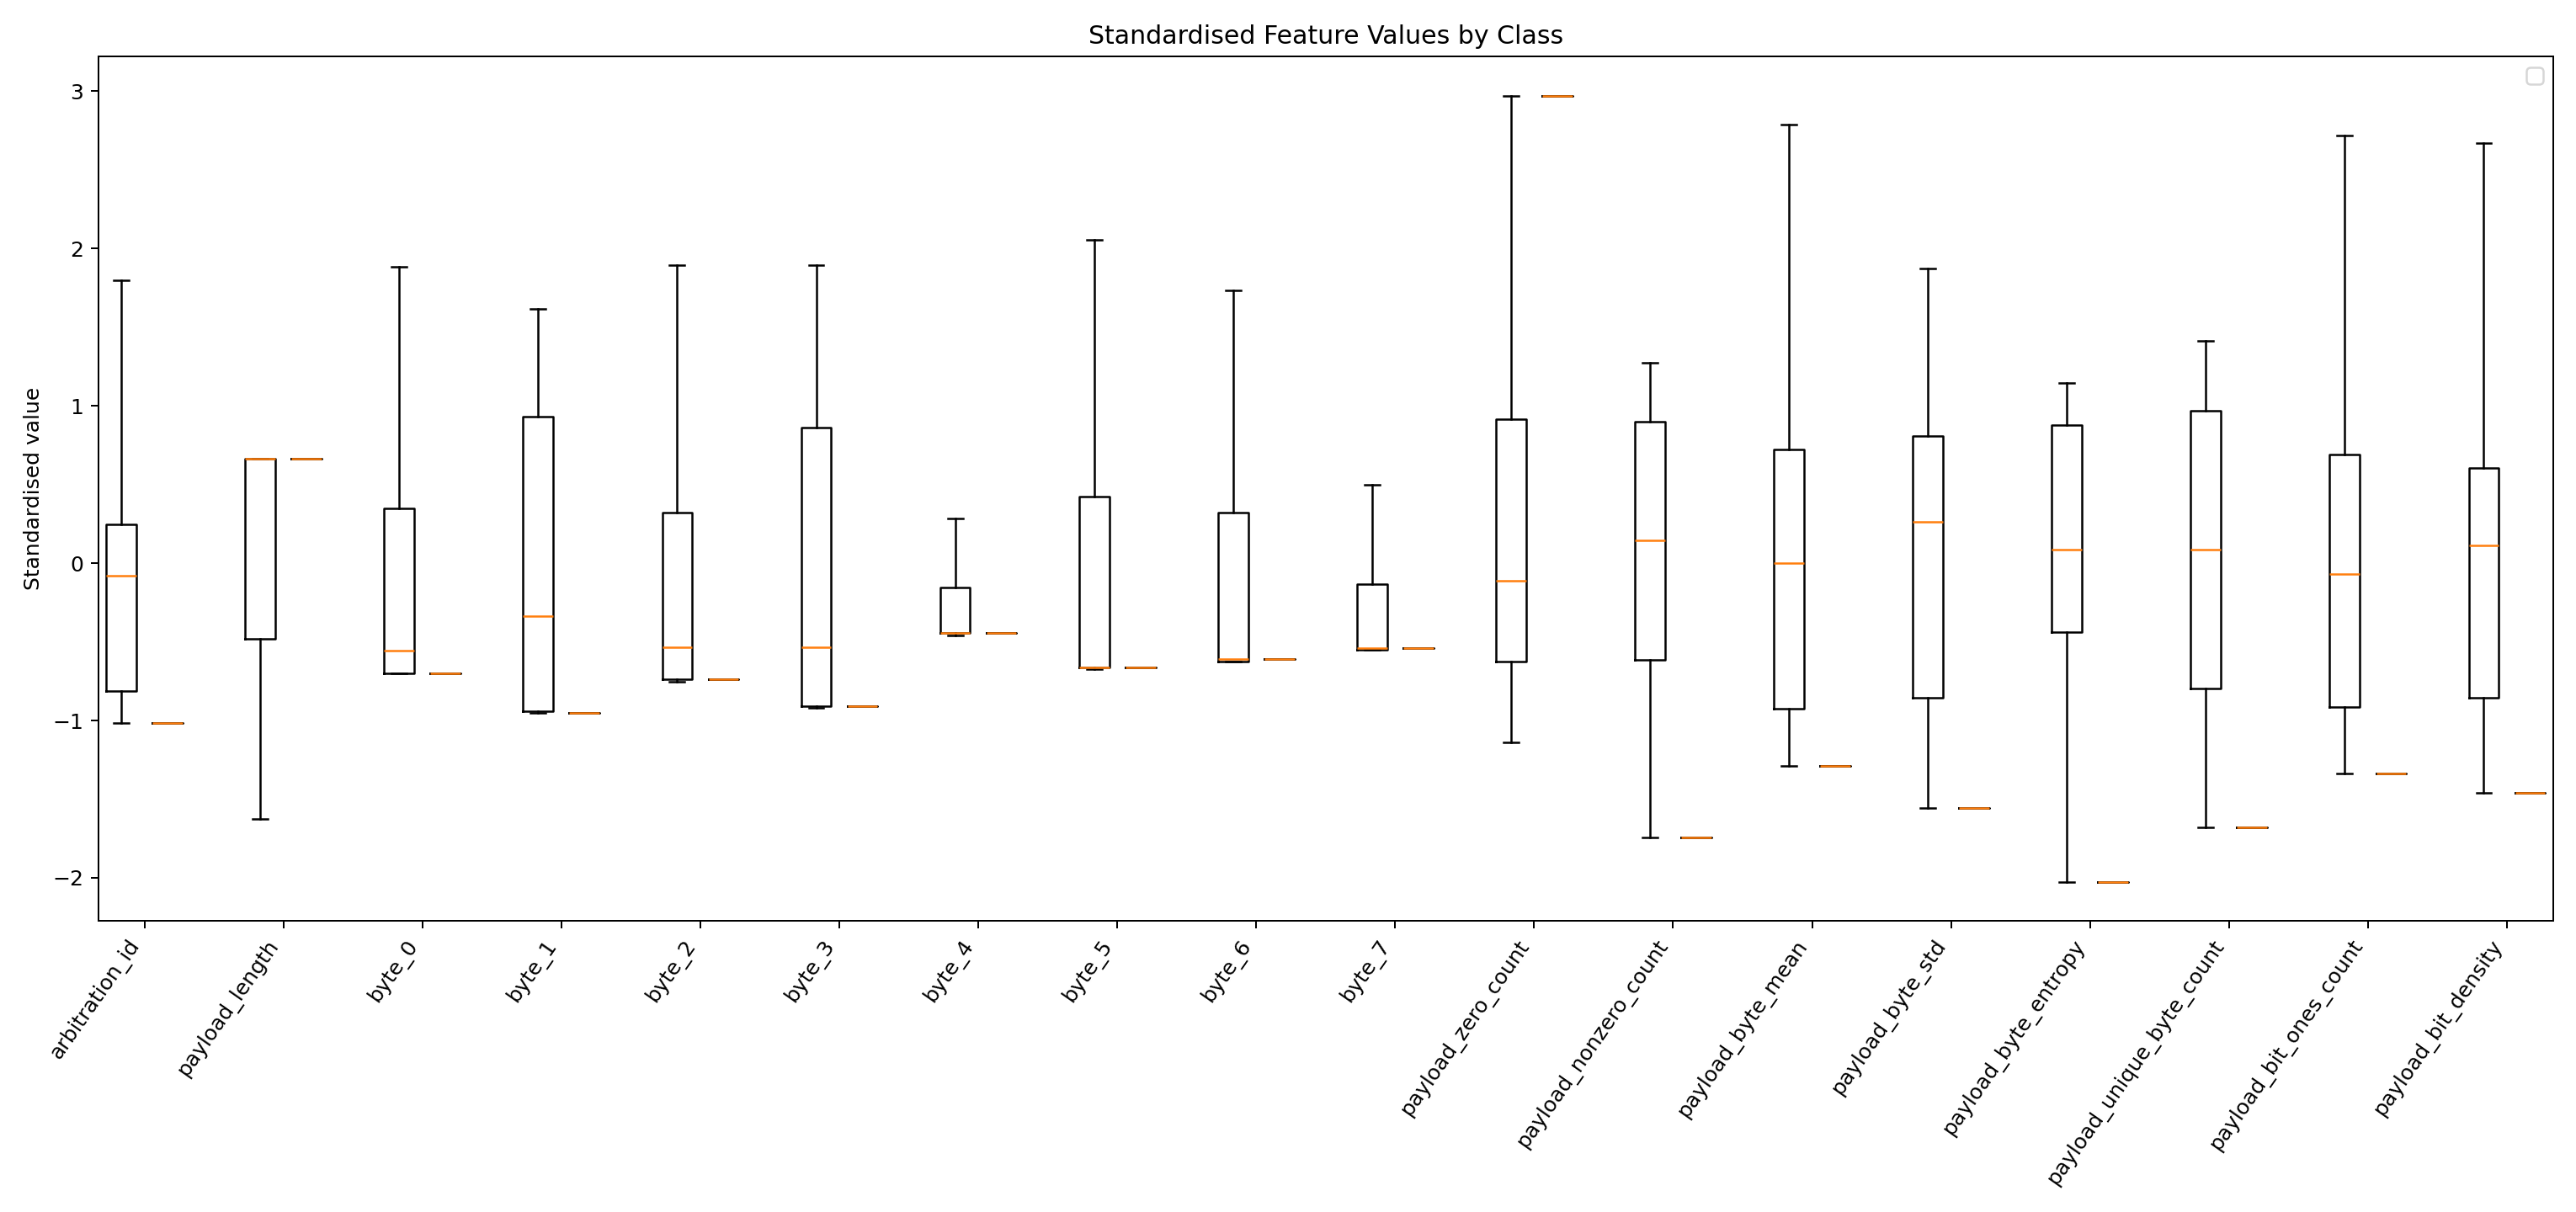 Standardised Feature Values by Class
Standardised value
3
2
1
0
−1
−2
arbitration_id
payload_length
byte_0
byte_1
byte_2
byte_3
byte_4
byte_5
byte_6
byte_7
payload_zero_count
payload_nonzero_count
payload_byte_mean
payload_byte_std
payload_byte_entropy
payload_unique_byte_count
payload_bit_ones_count
payload_bit_density